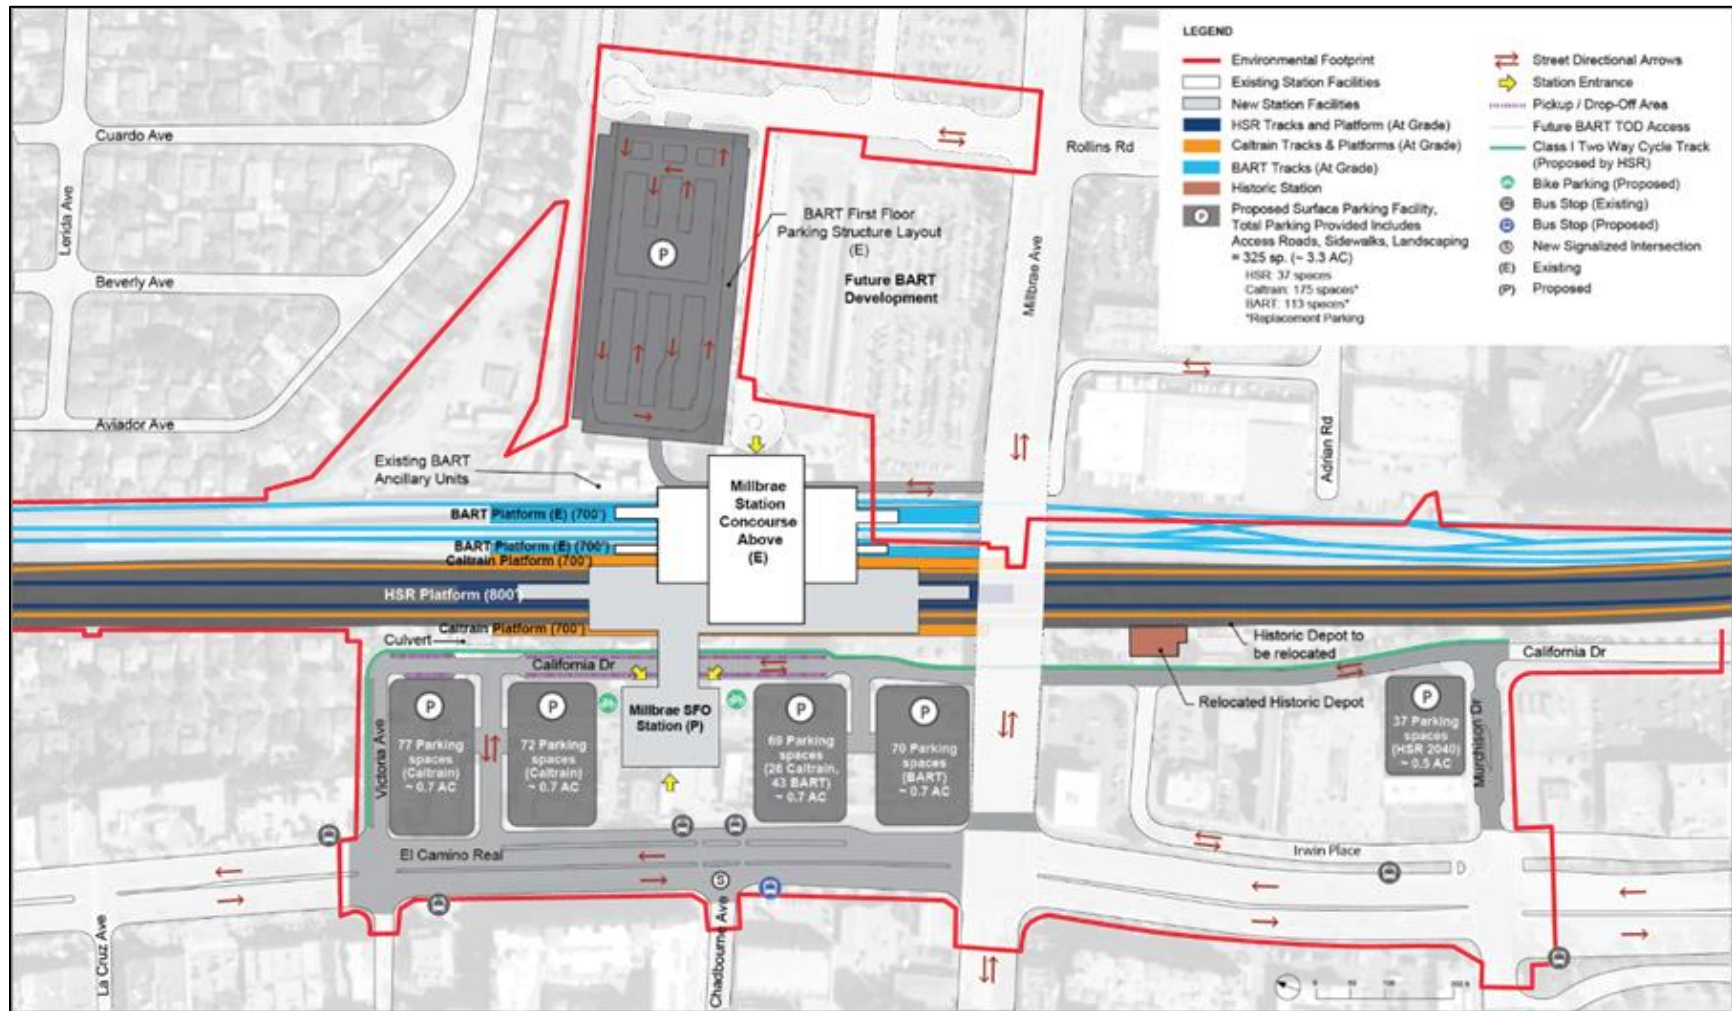 LEGEND
Environmental Footprint
Existing Station Facilities
New Station Facilities
HSR Tracks and Platform (At Grade)
Caltrain Tracks & Platforms (At Grade)
BART Tracks (At Grade)
Historic Station
P
Proposed Surface Parking Facility,
Total Parking Provided Includes
Access Roads, Sidewalks, Landscaping
= 325 sp. (~ 3.3 AC)
HSR: 37 spaces
Caltrain: 175 spaces*
BART: 113 spaces*
*Replacement Parking
Street Directional Arrows
Station Entrance
Pickup / Drop-Off Area
Future BART TOD Access
Class I Two Way Cycle Track
(Proposed by HSR)
Bike Parking (Proposed)
Bus Stop (Existing)
Bus Stop (Proposed)
S
New Signalized Intersection
(E)
Existing
(P)
Proposed
Cuardo Ave
Lerida Ave
Beverly Ave
Aviador Ave
Rollins Rd
Millbrae Ave
Adrian Rd
P
BART First Floor
Parking Structure Layout
(E)
Future BART
Development
Existing BART
Ancillary Units
Millbrae
Station
Concourse
Above
(E)
BART Platform (E) (700')
BART Platform (E) (700')
Caltrain Platform (700')
HSR Platform (800')
Caltrain Platform (700')
Culvert
California Dr
Historic Depot to
be relocated
California Dr
Relocated Historic Depot
Victoria Ave
P
77 Parking
spaces
(Caltrain)
~ 0.7 AC
P
72 Parking
spaces
(Caltrain)
~ 0.7 AC
Millbrae SFO
Station (P)
P
69 Parking
spaces
(26 Caltrain,
43 BART)
~ 0.7 AC
P
70 Parking
spaces
(BART)
~ 0.7 AC
P
37 Parking
spaces
(HSR 2040)
~ 0.5 AC
Murchison Dr
El Camino Real
Irwin Place
S
La Cruz Ave
Chadbourne Ave
0
50
100
200 ft